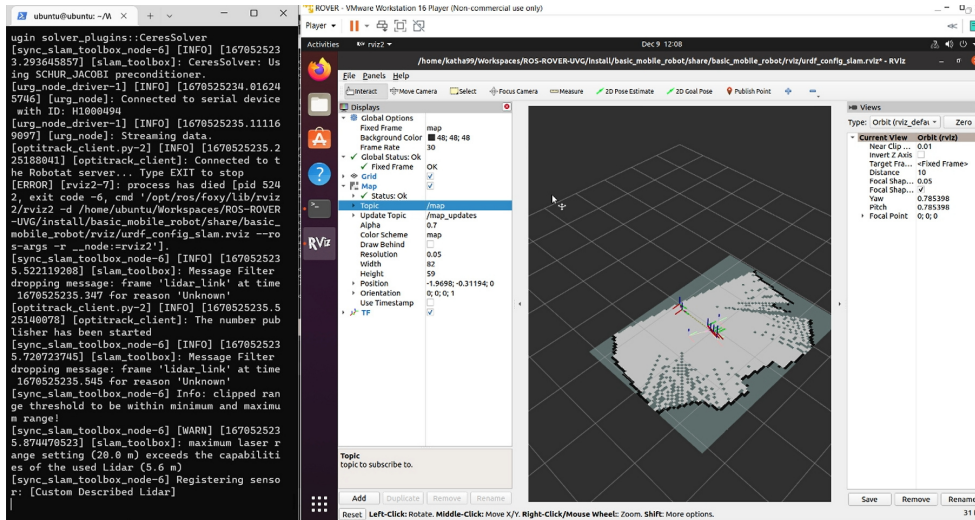 ubuntu@ubuntu: ~/W
ugin solver_plugins::CeresSolver
[sync_slam_toolbox_node-6] [INFO] [167052523
3.293645857] [slam_toolbox]: CeresSolver: Us
ing SCHUR_JACOBI preconditioner.
[urg_node_driver-1] [INFO] [1670525234.01624
5746] [urg_node]: Connected to serial device
 with ID: H1000494
[urg_node_driver-1] [INFO] [1670525235.11116
9097] [urg_node]: Streaming data.
[optitrack_client.py-2] [INFO] [1670525235.2
25188041] [optitrack_client]: Connected to t
he Robotat server... Type EXIT to stop
[ERROR] [rviz2-7]: process has died [pid 524
2, exit code -6, cmd '/opt/ros/foxy/lib/rviz
2/rviz2 -d /home/ubuntu/Workspaces/ROS-ROVER
-UVG/install/basic_mobile_robot/share/basic_
mobile_robot/rviz/urdf_config_slam.rviz --ro
s-args -r __node:=rviz2'].
[sync_slam_toolbox_node-6] [INFO] [167052523
5.522119208] [slam_toolbox]: Message Filter
dropping message: frame 'lidar_link' at time
 1670525235.347 for reason 'Unknown'
[optitrack_client.py-2] [INFO] [1670525235.5
25140078] [optitrack_client]: The number pub
lisher has been started
[sync_slam_toolbox_node-6] [INFO] [167052523
5.720723745] [slam_toolbox]: Message Filter
dropping message: frame 'lidar_link' at time
 1670525235.545 for reason 'Unknown'
[sync_slam_toolbox_node-6] Info: clipped ran
ge threshold to be within minimum and maximu
m range!
[sync_slam_toolbox_node-6] [WARN] [167052523
5.874470523] [slam_toolbox]: maximum laser r
ange setting (20.0 m) exceeds the capabiliti
es of the used Lidar (5.6 m)
[sync_slam_toolbox_node-6] Registering senso
r: [Custom Described Lidar]
ROVER - VMware Workstation 16 Player (Non-commercial use only)
Player
Activities rviz2 Dec 9 12:08
/home/katha99/Workspaces/ROS-ROVER-UVG/install/basic_mobile_robot/share/basic_mobile_robot/rviz/urdf_config_slam.rviz* - RViz
File Panels Help
Interact Move Camera Select Focus Camera Measure 2D Pose Estimate 2D Goal Pose Publish Point
Displays
Global Options
Fixed Frame map
Background Color 48; 48; 48
Frame Rate 30
Global Status: Ok
Fixed Frame OK
Grid
Map
Status: Ok
Topic /map
Update Topic /map_updates
Alpha 0.7
Color Scheme map
Draw Behind
Resolution 0.05
Width 82
Height 59
Position -1.9698; -0.31194; 0
Orientation 0; 0; 0; 1
Use Timestamp
TF
RViz
Topic
topic to subscribe to.
Add Duplicate Remove Rename
Reset Left-Click: Rotate. Middle-Click: Move X/Y. Right-Click/Mouse Wheel: Zoom. Shift: More options.
Views
Type: Orbit (rviz_defau Zero
Current View Orbit (rviz)
Near Clip ... 0.01
Invert Z Axis
Target Fra... <Fixed Frame>
Distance 10
Focal Shap... 0.05
Focal Shap...
Yaw 0.785398
Pitch 0.785398
Focal Point 0; 0; 0
Save Remove Rename
31